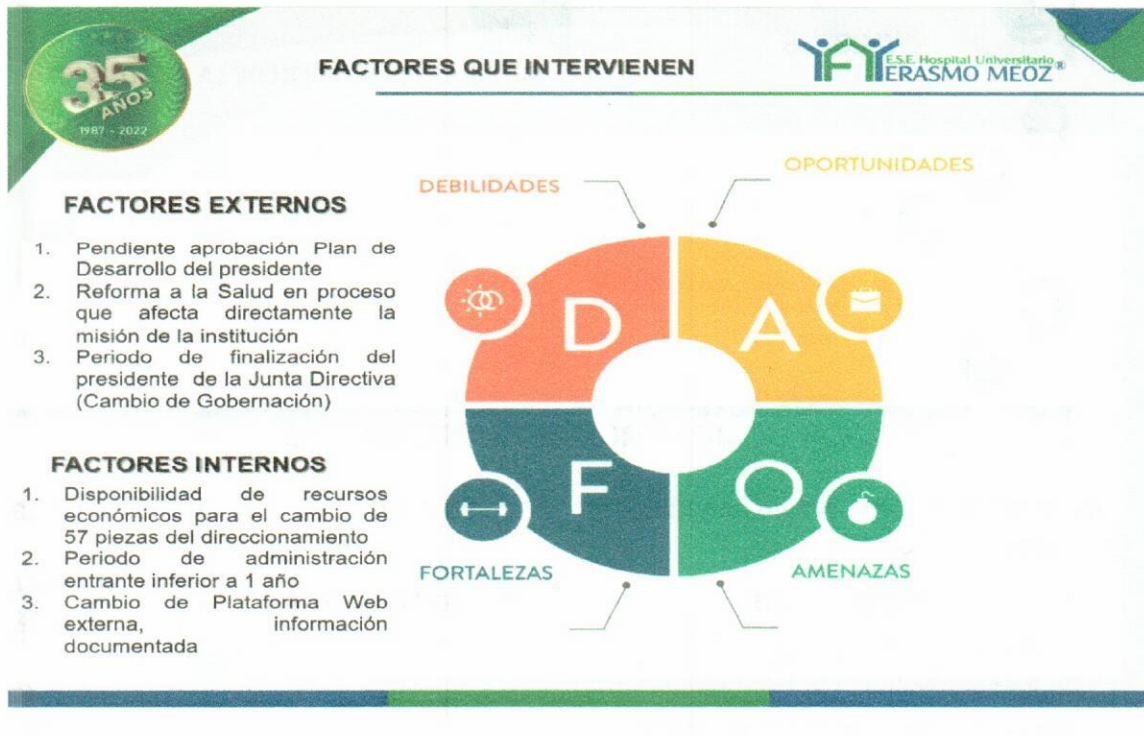 35
AÑOS
1987 - 2022
FACTORES QUE INTERVIENEN
E.S.E. Hospital Universitario
ERASMO MEOZ®
FACTORES EXTERNOS
1. Pendiente aprobación Plan de
Desarrollo del presidente
2. Reforma a la Salud en proceso
que afecta directamente la
misión de la institución
3. Periodo de finalización del
presidente de la Junta Directiva
(Cambio de Gobernación)
FACTORES INTERNOS
1. Disponibilidad de recursos
económicos para el cambio de
57 piezas del direccionamiento
2. Periodo de administración
entrante inferior a 1 año
3. Cambio de Plataforma Web
externa, información
documentada
DEBILIDADES
OPORTUNIDADES
D
A
F
O
FORTALEZAS
AMENAZAS